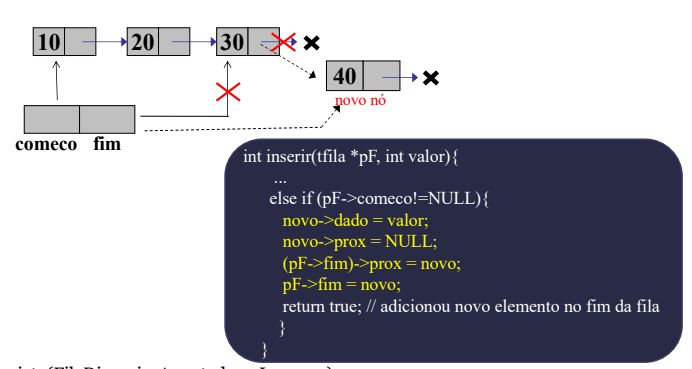 10 20 30
40
novo nó
comeco fim
int inserir(tfila *pF, int valor){
...
else if (pF->comeco!=NULL){
novo->dado = valor;
novo->prox = NULL;
(pF->fim)->prox = novo;
pF->fim = novo;
return true; // adicionou novo elemento no fim da fila
}
}